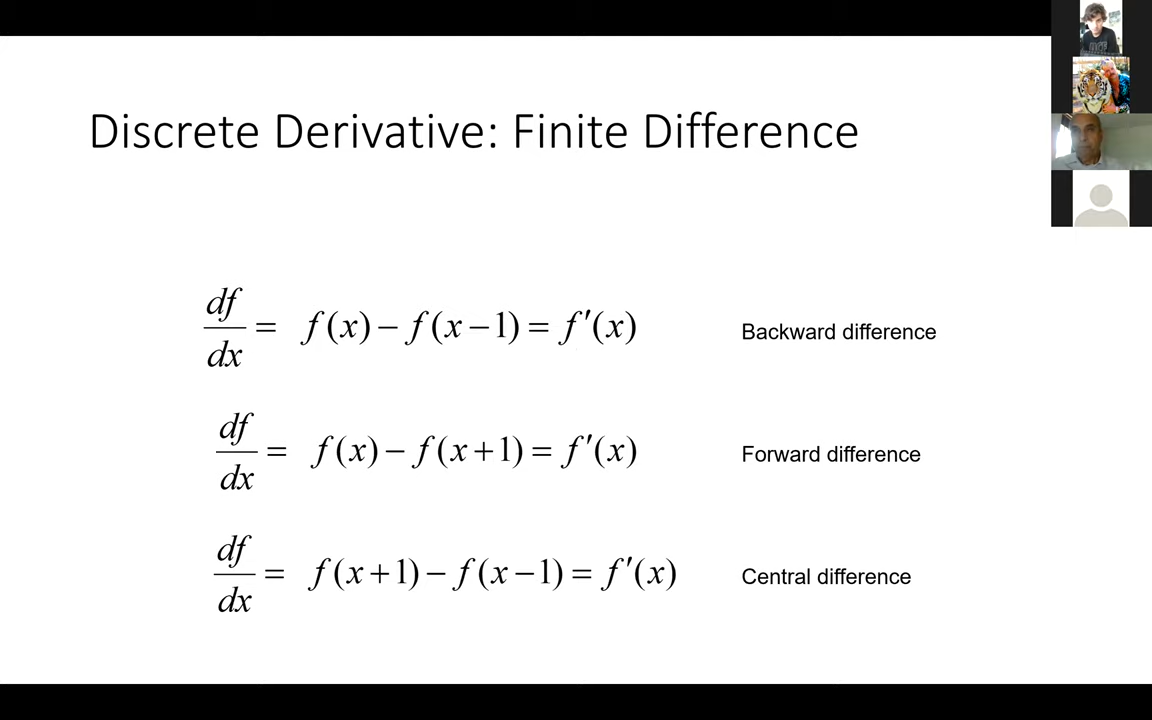 Discrete Derivative: Finite Difference
df/dx = f(x) − f(x−1) = f′(x) Backward difference
df/dx = f(x) − f(x+1) = f′(x) Forward difference
df/dx = f(x+1) − f(x−1) = f′(x) Central difference